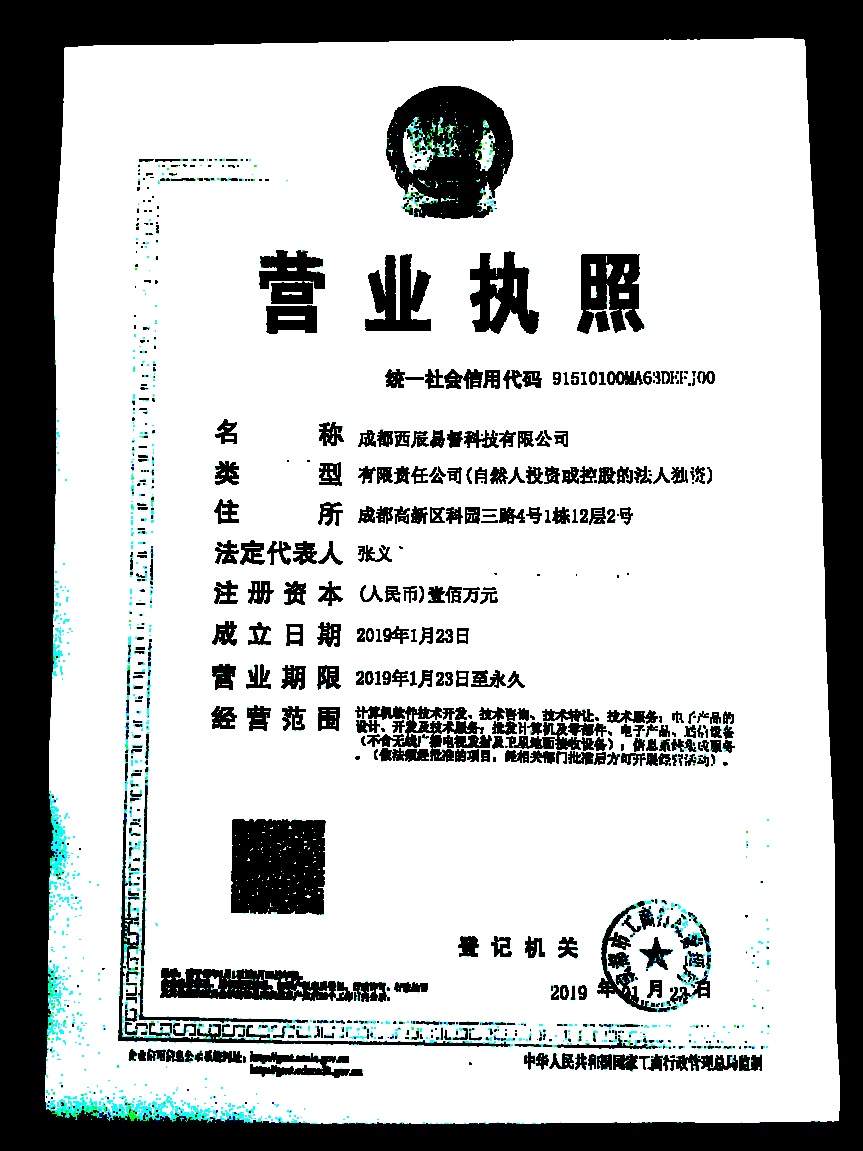 营业执照
统一社会信用代码 91510100MA63DEFJ00
名 称 成都西辰易督科技有限公司
类 型 有限责任公司(自然人投资或控股的法人独资)
住 所 成都高新区科园三路4号1栋12层2号
法定代表人 张义
注册资本 (人民币)壹佰万元
成立日期 2019年1月23日
营业期限 2019年1月23日至永久
经营范围 计算机软件技术开发、技术咨询、技术转让、技术服务；电子产品的
设计、开发及技术服务；批发计算机及零部件、电子产品、通信设备
（不含无线广播电视发射及卫星地面接收设备）；信息系统集成服务
。（依法须经批准的项目，经相关部门批准后方可开展经营活动）。
登记机关
2019 年 01 月 23 日
企业信用信息公示系统网址：
中华人民共和国国家工商行政管理总局监制